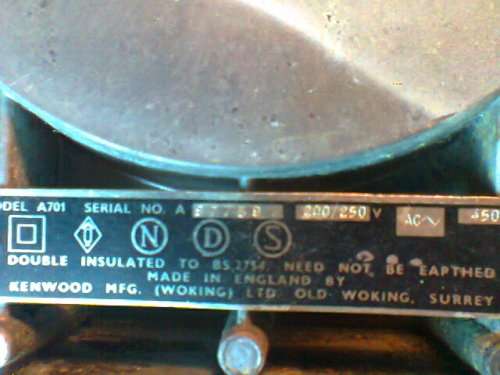 MODEL A701 SERIAL NO. A 200/250 V AC~ 450
N D S
DOUBLE INSULATED TO BS.2754. NEED NOT BE EARTHED
MADE IN ENGLAND BY
KENWOOD MFG. (WOKING) LTD. OLD WOKING, SURREY